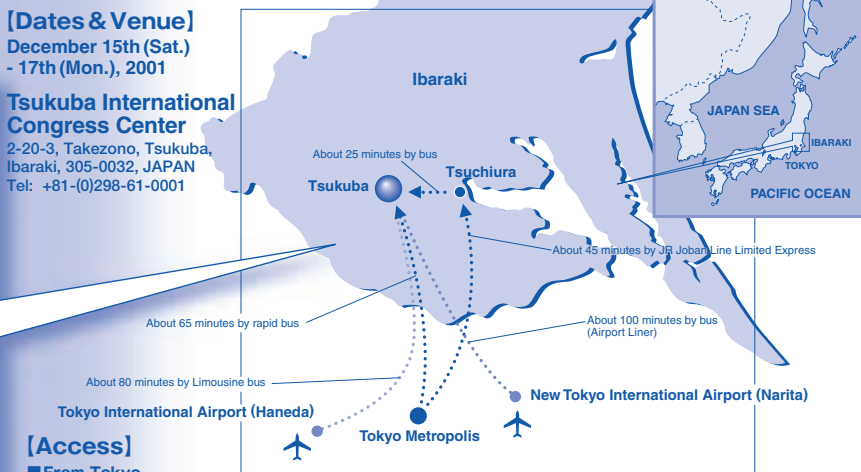 【Dates & Venue】
December 15th (Sat.)
- 17th (Mon.), 2001
Tsukuba International
Congress Center
2-20-3, Takezono, Tsukuba,
Ibaraki, 305-0032, JAPAN
Tel: +81-(0)298-61-0001
Ibaraki
JAPAN SEA
IBARAKI
TOKYO
PACIFIC OCEAN
About 25 minutes by bus
Tsuchiura
Tsukuba
About 45 minutes by JR Joban Line Limited Express
About 65 minutes by rapid bus
About 100 minutes by bus
(Airport Liner)
About 80 minutes by Limousine bus
New Tokyo International Airport (Narita)
Tokyo International Airport (Haneda)
Tokyo Metropolis
【Access】
■From Tokyo